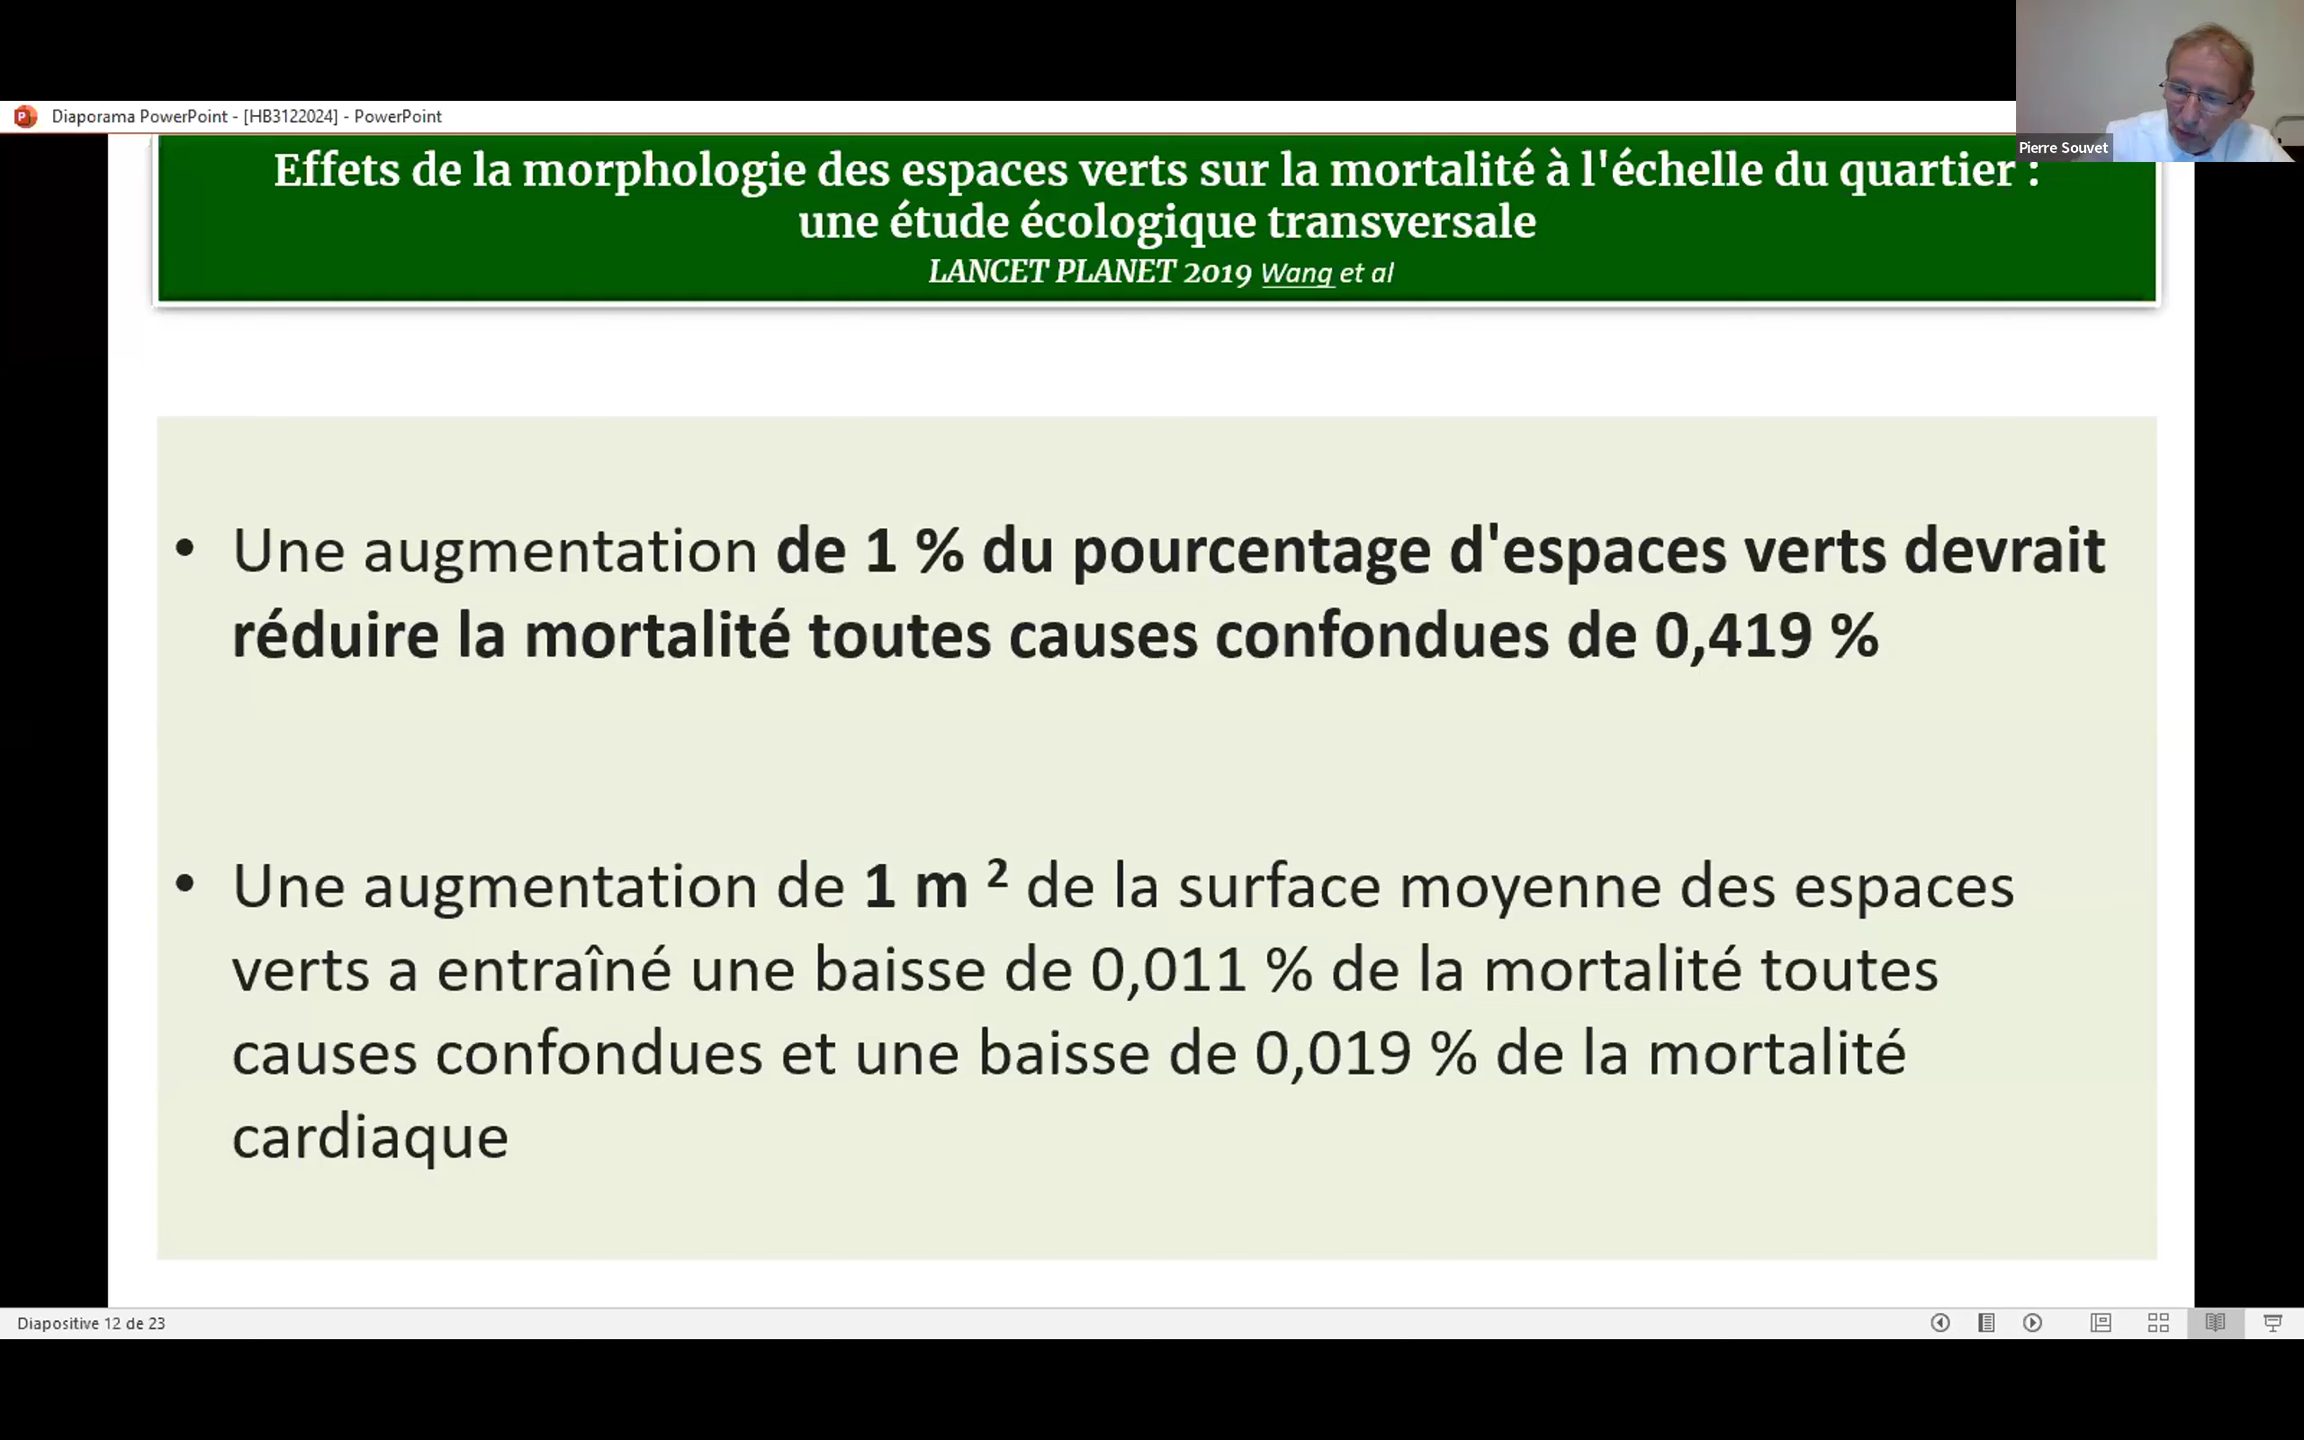 Pierre Souvet
Diaporama PowerPoint - [HB3122024] - PowerPoint
Effets de la morphologie des espaces verts sur la mortalité à l'échelle du quartier :
une étude écologique transversale
LANCET PLANET 2019 Wang et al
• Une augmentation de 1 % du pourcentage d'espaces verts devrait
réduire la mortalité toutes causes confondues de 0,419 %
• Une augmentation de 1 m ² de la surface moyenne des espaces
verts a entraîné une baisse de 0,011 % de la mortalité toutes
causes confondues et une baisse de 0,019 % de la mortalité
cardiaque
Diapositive 12 de 23